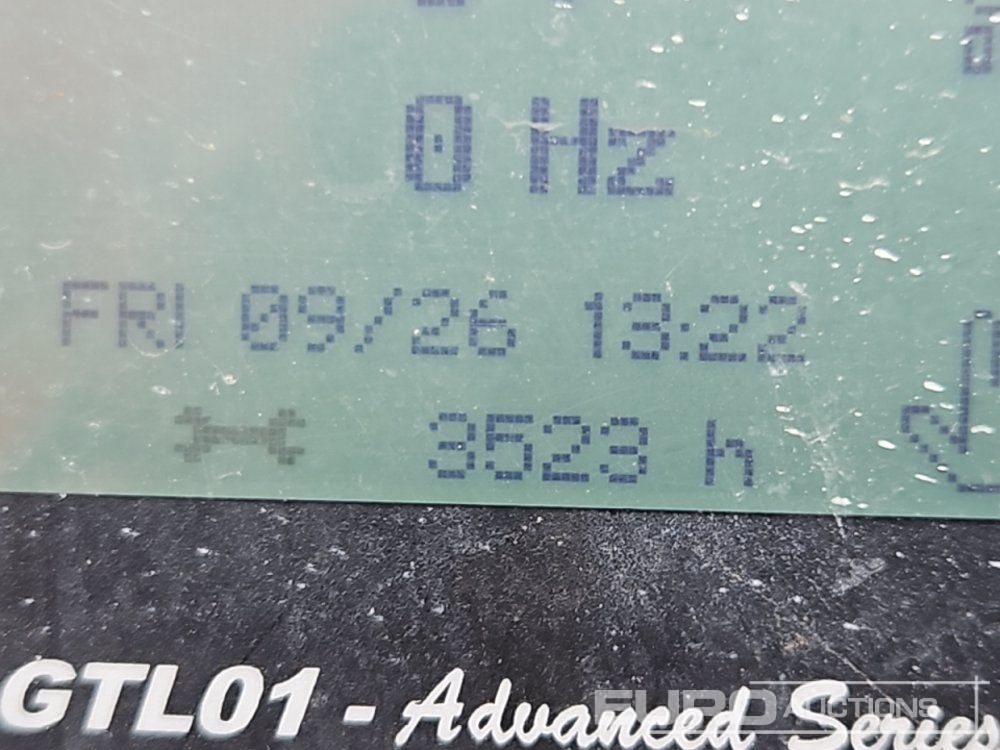 0 Hz
FRI 09/26 13:22
3523 h
GTL01 - Advanced Series
EURO AUCTIONS